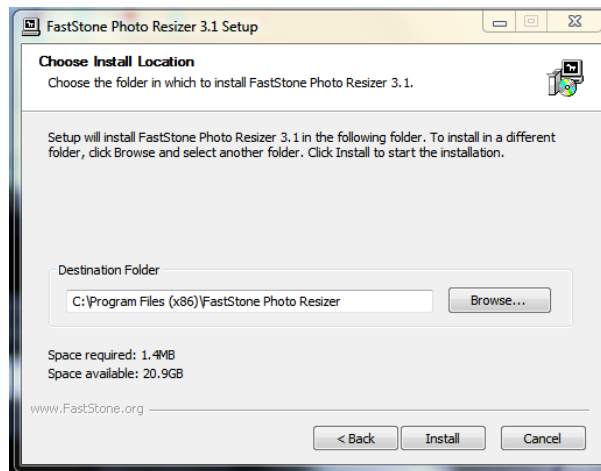 FastStone Photo Resizer 3.1 Setup
Choose Install Location
Choose the folder in which to install FastStone Photo Resizer 3.1.
Setup will install FastStone Photo Resizer 3.1 in the following folder. To install in a different
folder, click Browse and select another folder. Click Install to start the installation.
Destination Folder
C:\Program Files (x86)\FastStone Photo Resizer
Browse...
Space required: 1.4MB
Space available: 20.9GB
www.FastStone.org
< Back Install Cancel